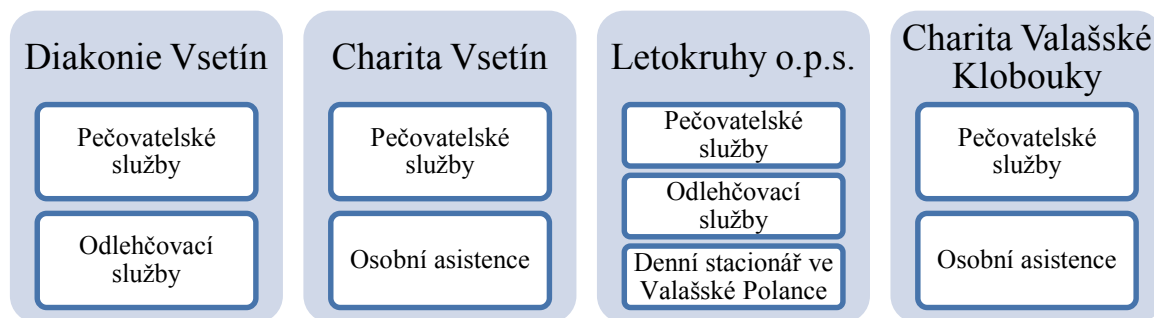 Diakonie Vsetín
Pečovatelské
služby
Odlehčovací
služby
Charita Vsetín
Pečovatelské
služby
Osobní asistence
Letokruhy o.p.s.
Pečovatelské
služby
Odlehčovací
služby
Denní stacionář ve
Valašské Polance
Charita Valašské
Klobouky
Pečovatelské
služby
Osobní asistence